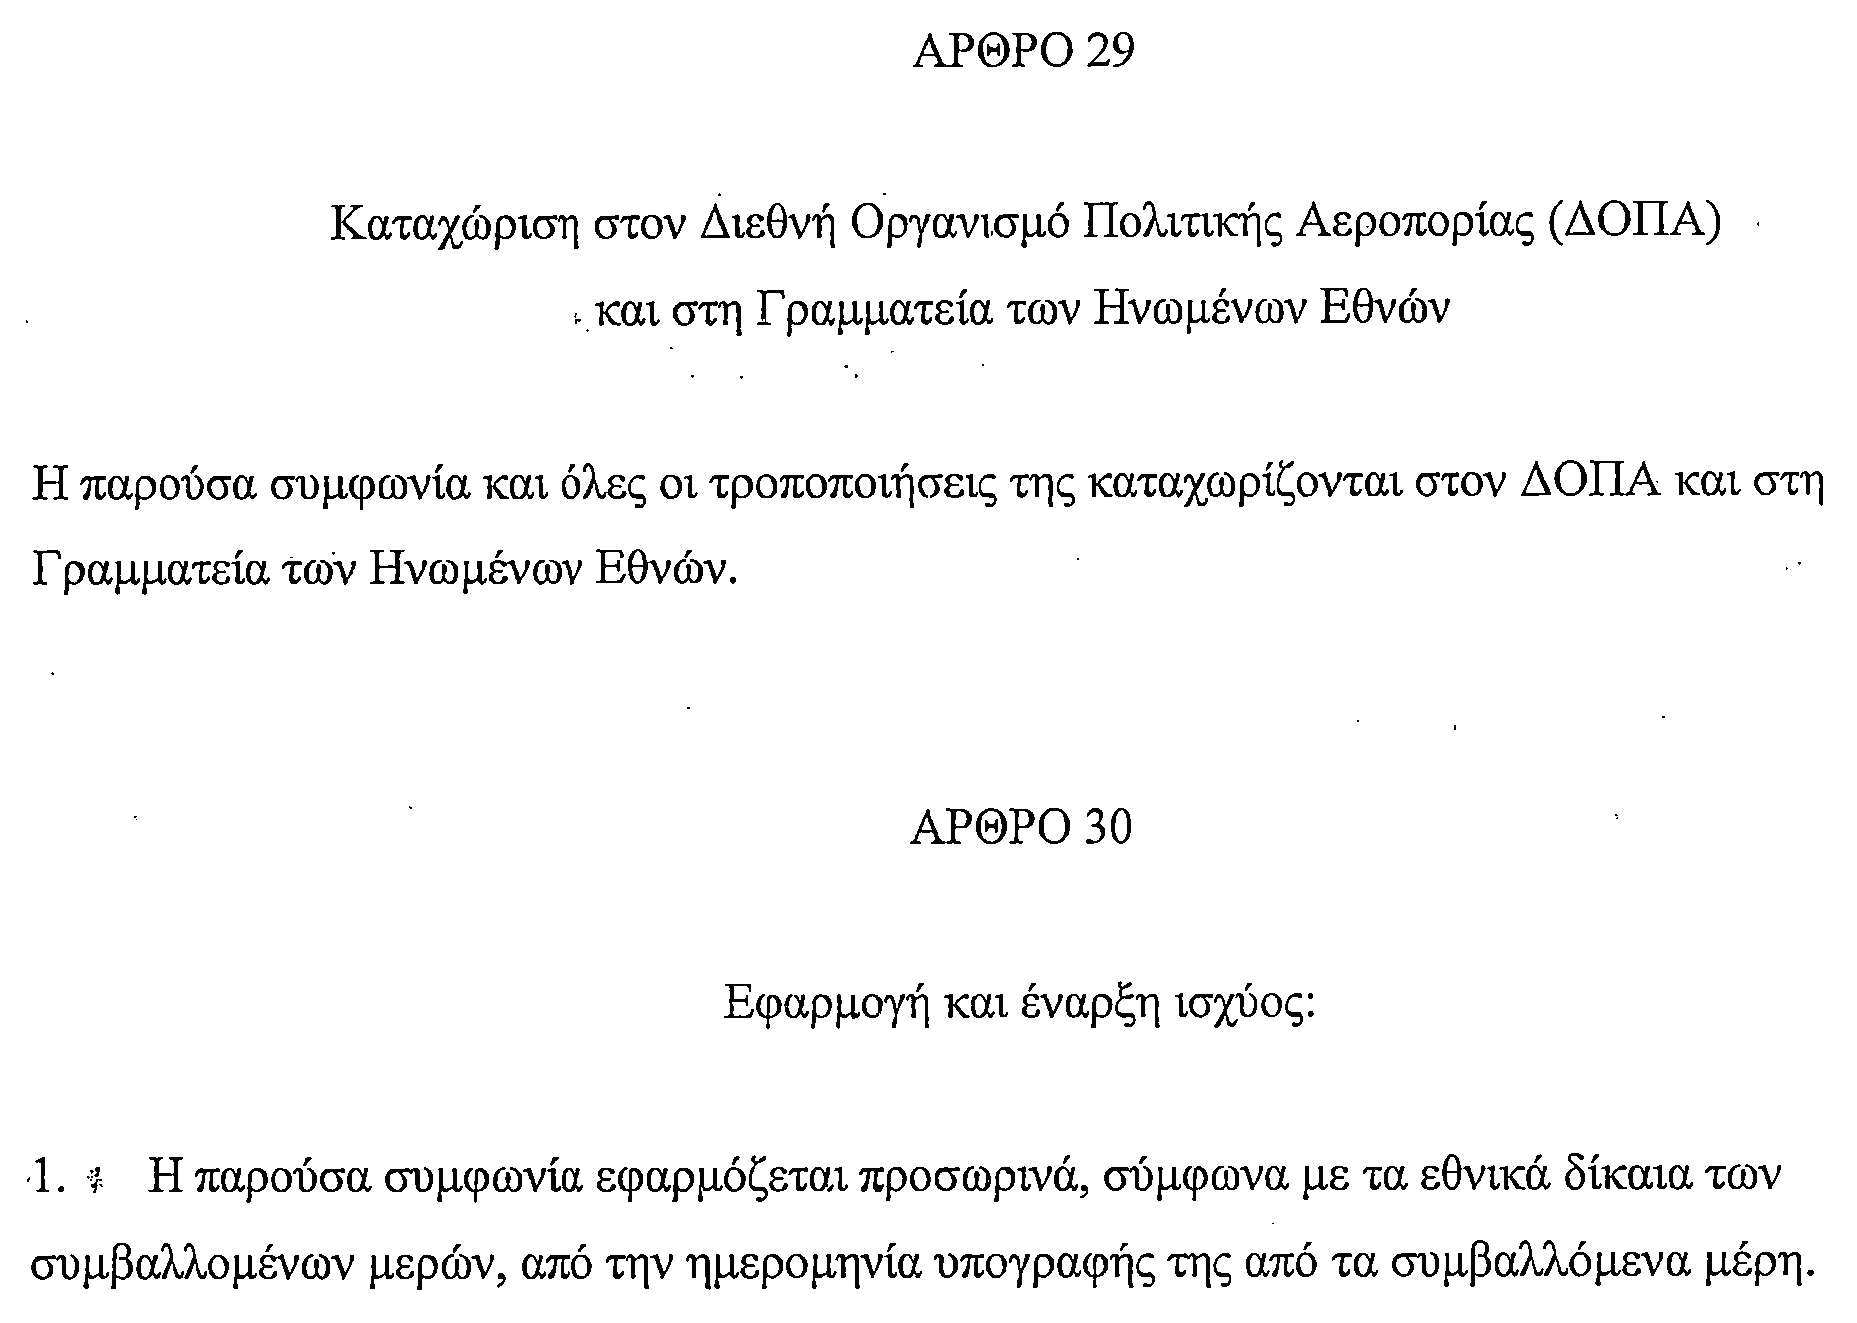 ΑΡΘΡΟ 29
Καταχώριση στον Διεθνή Οργανισμό Πολιτικής Αεροπορίας (ΔΟΠΑ)
και στη Γραμματεία των Ηνωμένων Εθνών
Η παρούσα συμφωνία και όλες οι τροποποιήσεις της καταχωρίζονται στον ΔΟΠΑ και στη
Γραμματεία των Ηνωμένων Εθνών.
ΑΡΘΡΟ 30
Εφαρμογή και έναρξη ισχύος:
1. Η παρούσα συμφωνία εφαρμόζεται προσωρινά, σύμφωνα με τα εθνικά δίκαια των
συμβαλλομένων μερών, από την ημερομηνία υπογραφής της από τα συμβαλλόμενα μέρη.